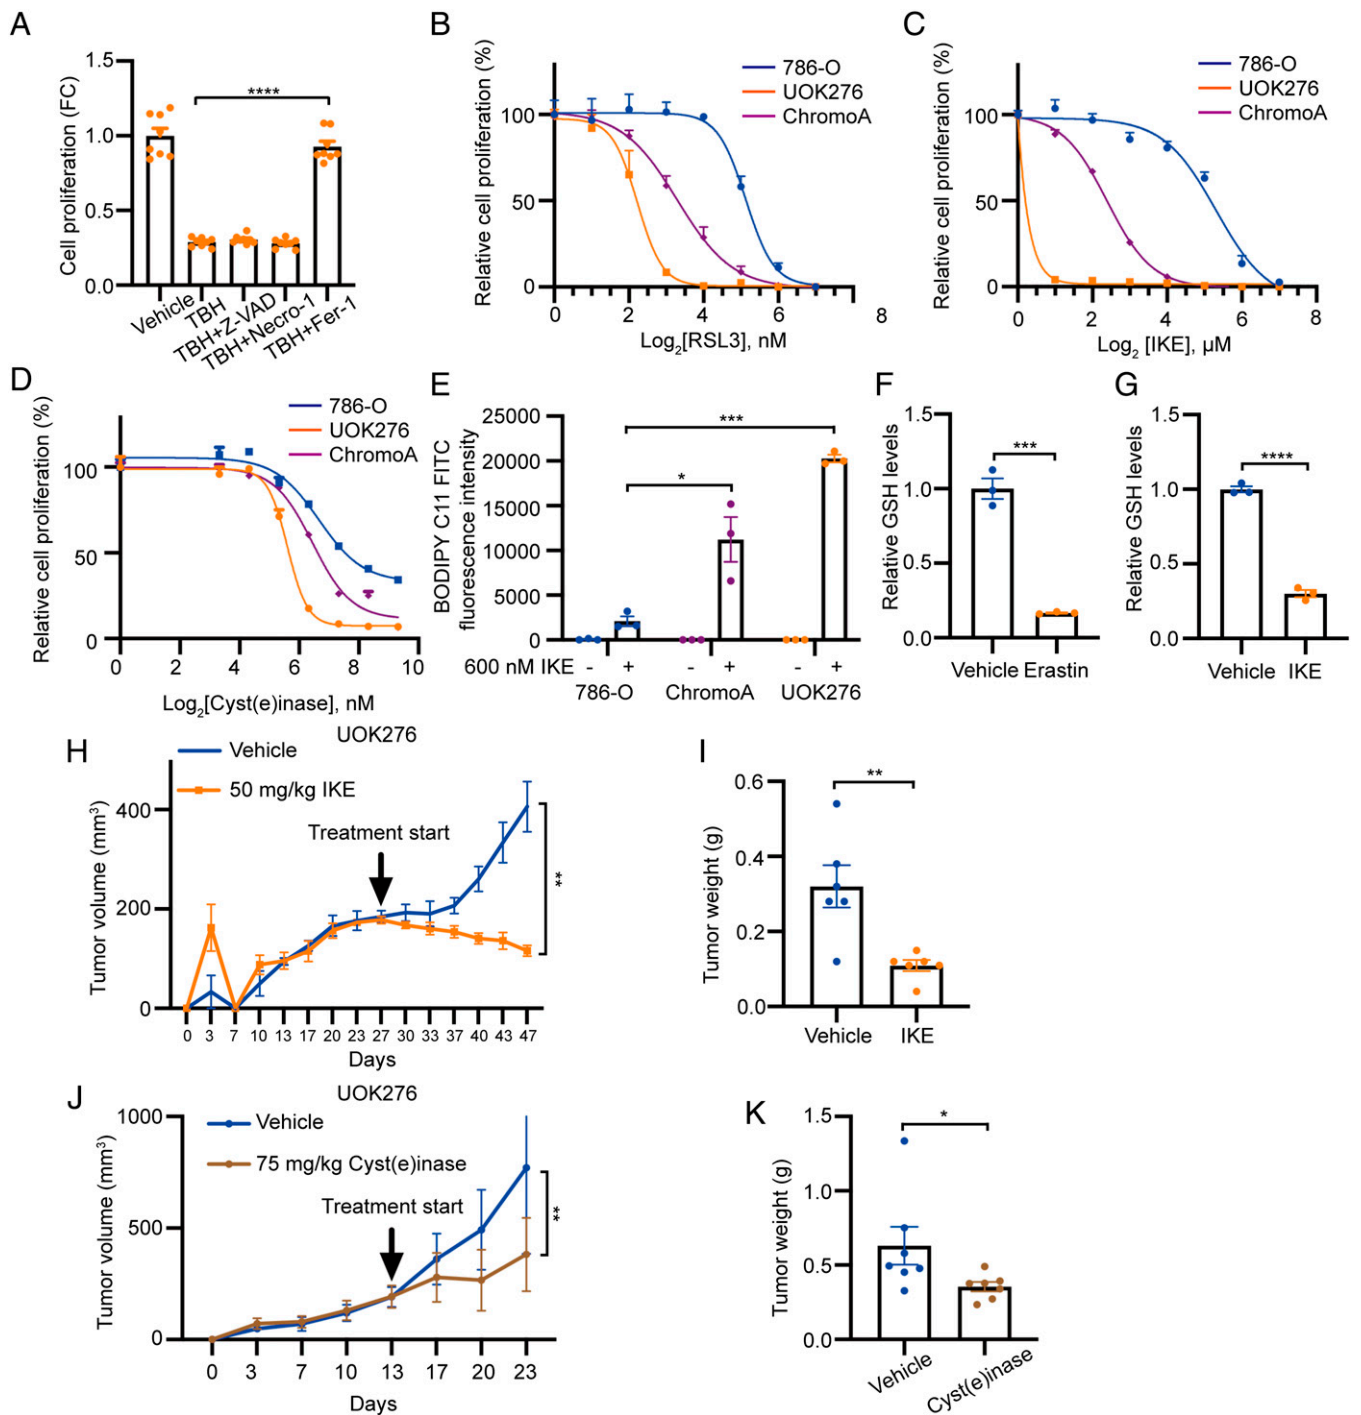 A
Cell proliferation (FC)
1.5
1.0
0.5
0.0
****
Vehicle
TBH
TBH+Z-VAD
TBH+Necro-1
TBH+Fer-1
B
Relative cell proliferation (%)
100
50
0
786-O
UOK276
ChromoA
0 2 4 6 8
Log2[RSL3], nM
C
Relative cell proliferation (%)
100
50
0
786-O
UOK276
ChromoA
0 2 4 6 8
Log2 [IKE], µM
D
Relative cell proliferation (%)
100
50
0
786-O
UOK276
ChromoA
0 2 4 6 8 10
Log2[Cyst(e)inase], nM
E
BODIPY C11 FITC
fluorescence intensity
25000
20000
15000
10000
5000
0
***
*
600 nM IKE - + - + - +
786-O ChromoA UOK276
F
Relative GSH levels
1.5
1.0
0.5
0.0
***
Vehicle Erastin
G
Relative GSH levels
1.5
1.0
0.5
0.0
****
Vehicle IKE
H
UOK276
Vehicle
50 mg/kg IKE
Treatment start
Tumor volume (mm3)
400
200
0
**
0 3 7 10 13 17 20 23 27 30 33 37 40 43 47
Days
I
Tumor weight (g)
0.6
0.4
0.2
0.0
**
Vehicle IKE
J
UOK276
Vehicle
75 mg/kg Cyst(e)inase
Treatment start
Tumor volume (mm3)
1000
500
0
**
0 3 7 10 13 17 20 23
Days
K
Tumor weight (g)
1.5
1.0
0.5
0.0
*
Vehicle
Cyst(e)inase